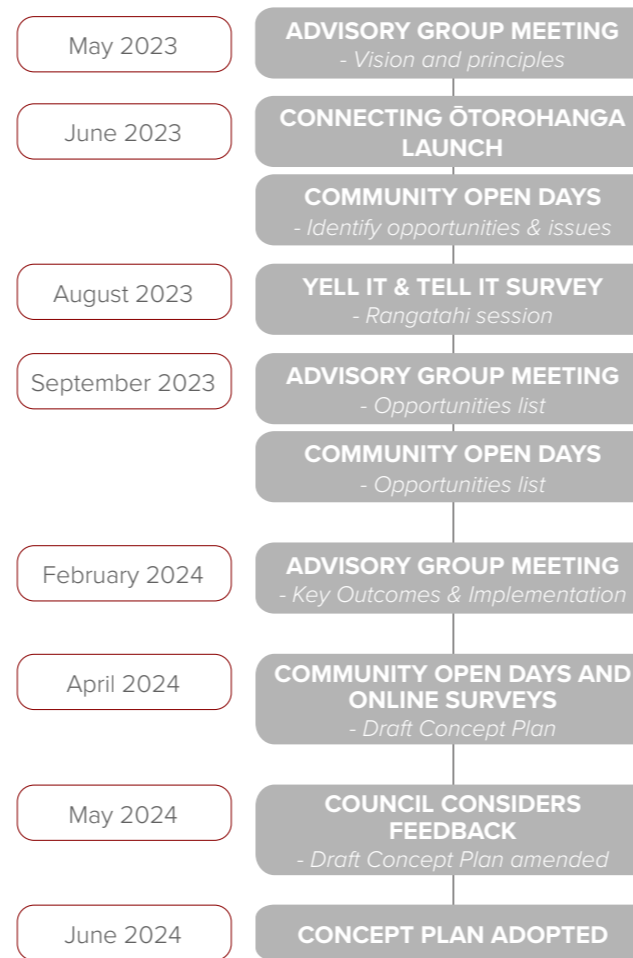 May 2023
ADVISORY GROUP MEETING
- Vision and principles
June 2023
CONNECTING ŌTOROHANGA
LAUNCH
COMMUNITY OPEN DAYS
- Identify opportunities & issues
August 2023
YELL IT & TELL IT SURVEY
- Rangatahi session
September 2023
ADVISORY GROUP MEETING
- Opportunities list
COMMUNITY OPEN DAYS
- Opportunities list
February 2024
ADVISORY GROUP MEETING
- Key Outcomes & Implementation
April 2024
COMMUNITY OPEN DAYS AND
ONLINE SURVEYS
- Draft Concept Plan
May 2024
COUNCIL CONSIDERS
FEEDBACK
- Draft Concept Plan amended
June 2024
CONCEPT PLAN ADOPTED